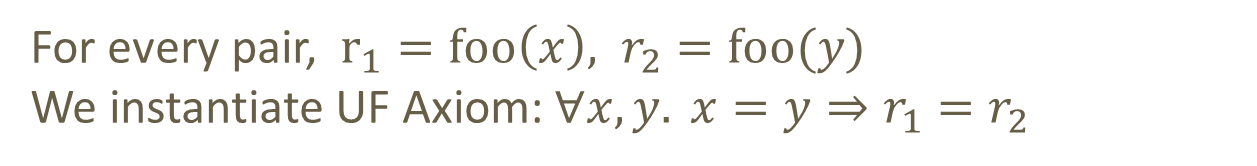 For every pair, r₁ = foo(x), r₂ = foo(y)
We instantiate UF Axiom: ∀x, y. x = y ⇒ r₁ = r₂